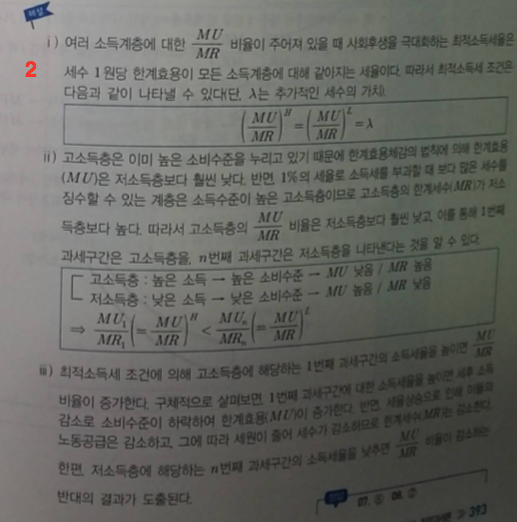 해설
ⅰ) 여러 소득계층에 대한 MU/MR 비율이 주어져 있을 때 사회후생을 극대화하는 최적소득세율은
2
세수 1원당 한계효용이 모든 소득계층에 대해 같아지는 세율이다. 따라서 최적소득세 조건은
다음과 같이 나타낼 수 있다(단, λ는 추가적인 세수의 가치).
(MU/MR)^H = (MU/MR)^L = λ
ⅱ) 고소득층은 이미 높은 소비수준을 누리고 있기 때문에 한계효용체감의 법칙에 의해 한계효용
(MU)은 저소득층보다 훨씬 낮다. 반면, 1%의 세율로 소득세를 부과할 때 보다 많은 세수를
징수할 수 있는 계층은 소득수준이 높은 고소득층이므로 고소득층의 한계세수(MR)가 저소
득층보다 높다. 따라서 고소득층의 MU/MR 비율은 저소득층보다 훨씬 낮고, 이를 통해 1번째
과세구간은 고소득층을, n번째 과세구간은 저소득층을 나타낸다는 것을 알 수 있다.
고소득층 : 높은 소득 → 높은 소비수준 → MU 낮음 / MR 높음
저소득층 : 낮은 소득 → 낮은 소비수준 → MU 높음 / MR 낮음
⇒ MU₁/MR₁ (= MU/MR)^H < MUₙ/MRₙ (= MU/MR)^L
ⅲ) 최적소득세 조건에 의해 고소득층에 해당하는 1번째 과세구간의 소득세율을 높이면 MU/MR
비율이 증가한다. 구체적으로 살펴보면, 1번째 과세구간에 대한 소득세율을 높이면 세후 소득
감소로 소비수준이 하락하여 한계효용(MU)이 증가한다. 반면, 세율상승으로 인해 이들의
노동공급은 감소하고, 그에 따라 세원이 줄어 세수가 감소하므로 한계세수(MR)는 감소한다.
한편, 저소득층에 해당하는 n번째 과세구간의 소득세율을 낮추면 MU/MR 비율이 감소하는
반대의 결과가 도출된다.
정답 07. ⑤ 08. ②
≫ 393